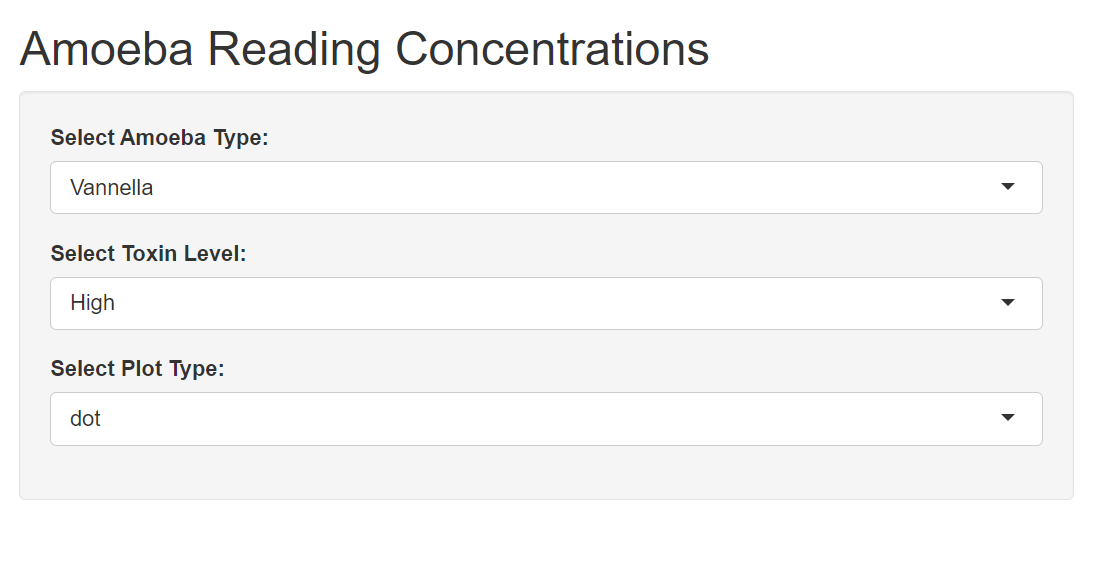 Amoeba Reading Concentrations
Select Amoeba Type:
Vannella
Select Toxin Level:
High
Select Plot Type:
dot